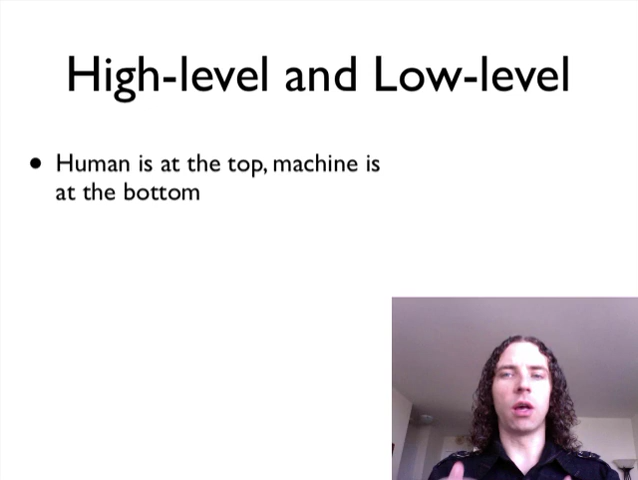 High-level and Low-level
• Human is at the top, machine is
at the bottom